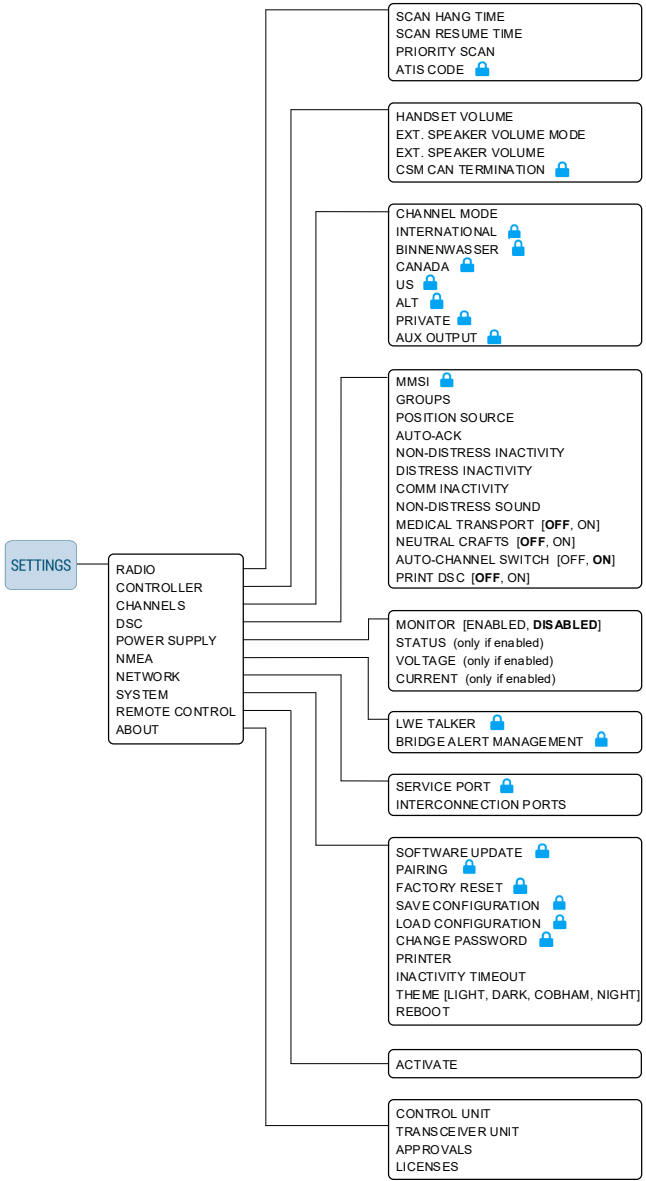 SETTINGS
RADIO
CONTROLLER
CHANNELS
DSC
POWER SUPPLY
NMEA
NETWORK
SYSTEM
REMOTE CONTROL
ABOUT
SCAN HANG TIME
SCAN RESUME TIME
PRIORITY SCAN
ATIS CODE
HANDSET VOLUME
EXT. SPEAKER VOLUME MODE
EXT. SPEAKER VOLUME
CSM CAN TERMINATION
CHANNEL MODE
INTERNATIONAL
BINNENWASSER
CANADA
US
ALT
PRIVATE
AUX OUTPUT
MMSI
GROUPS
POSITION SOURCE
AUTO-ACK
NON-DISTRESS INACTIVITY
DISTRESS INACTIVITY
COMM INACTIVITY
NON-DISTRESS SOUND
MEDICAL TRANSPORT [OFF, ON]
NEUTRAL CRAFTS [OFF, ON]
AUTO-CHANNEL SWITCH [OFF, ON]
PRINT DSC [OFF, ON]
MONITOR [ENABLED, DISABLED]
STATUS (only if enabled)
VOLTAGE (only if enabled)
CURRENT (only if enabled)
LWE TALKER
BRIDGE ALERT MANAGEMENT
SERVICE PORT
INTERCONNECTION PORTS
SOFTWARE UPDATE
PAIRING
FACTORY RESET
SAVE CONFIGURATION
LOAD CONFIGURATION
CHANGE PASSWORD
PRINTER
INACTIVITY TIMEOUT
THEME [LIGHT, DARK, COBHAM, NIGHT]
REBOOT
ACTIVATE
CONTROL UNIT
TRANSCEIVER UNIT
APPROVALS
LICENSES